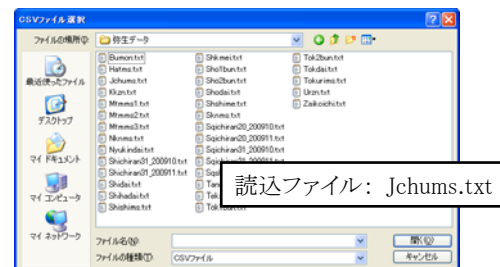 CSVファイル選択
ファイルの場所(I):
弥生データ
最近使ったファイル
デスクトップ
マイ ドキュメント
マイ コンピュータ
マイ ネットワーク
Bumon.txt
Hatms.txt
Jchums.txt
Kkzn.txt
Mtmms1.txt
Mtmms2.txt
Mtmms3.txt
Nknms.txt
Nyukindai.txt
Shichiran31_200910.txt
Shichiran31_200911.txt
Shidai.txt
Shihadai.txt
Shishims.txt
Shkmei.txt
Sho1bun.txt
Sho2bun.txt
Shodai.txt
Shshime.txt
Sknms.txt
Sqichiran20_200910.txt
Sqichiran20_200911.txt
Sqichiran31_200910.txt
Tok2bun.txt
Tokdai.txt
Tokurims.txt
Urzn.txt
Zaikoichi.txt
読込ファイル: Jchums.txt
ファイル名(N):
開く(O)
ファイルの種類(T):
CSVファイル
キャンセル